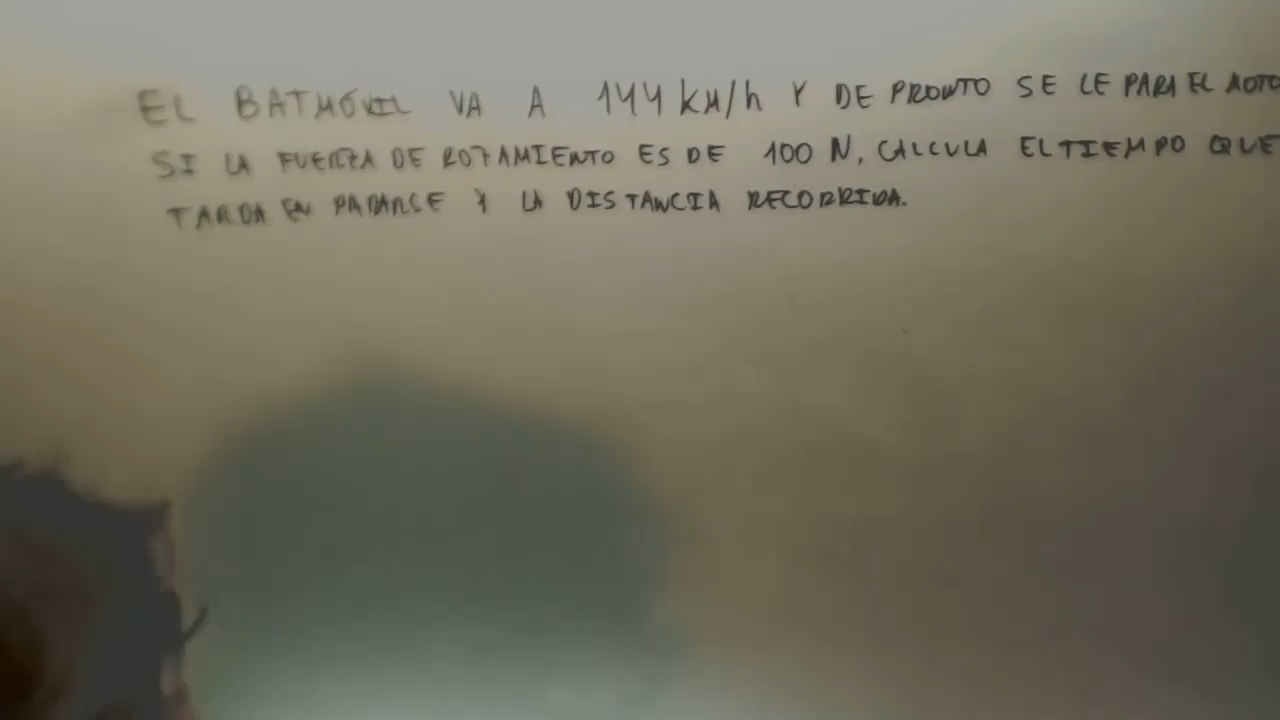 EL BATMÓVIL VA A 144 km/h Y DE PRONTO SE LE PARA EL MOTO
SI LA FUERZA DE ROZAMIENTO ES DE 100 N, CALCULA EL TIEMPO QUE
TARDA EN PARARSE Y LA DISTANCIA RECORRIDA.